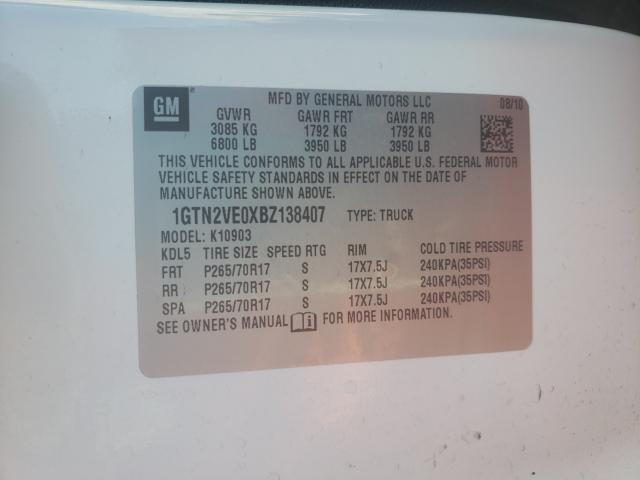 GM
MFD BY GENERAL MOTORS LLC 08/10
GVWR GAWR FRT GAWR RR
3085 KG 1792 KG 1792 KG
6800 LB 3950 LB 3950 LB
THIS VEHICLE CONFORMS TO ALL APPLICABLE U.S. FEDERAL MOTOR
VEHICLE SAFETY STANDARDS IN EFFECT ON THE DATE OF
MANUFACTURE SHOWN ABOVE.
1GTN2VE0XBZ138407 TYPE: TRUCK
MODEL: K10903
KDL5 TIRE SIZE SPEED RTG RIM COLD TIRE PRESSURE
FRT P265/70R17 S 17X7.5J 240KPA(35PSI)
RR P265/70R17 S 17X7.5J 240KPA(35PSI)
SPA P265/70R17 S 17X7.5J 240KPA(35PSI)
SEE OWNER'S MANUAL FOR MORE INFORMATION.